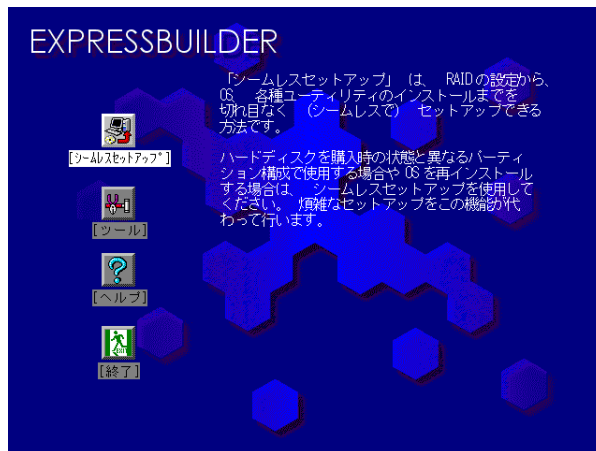 EXPRESSBUILDER
「シームレスセットアップ」 は、 RAIDの設定から、
OS、 各種ユーティリティのインストールまでを
切れ目なく (シームレスで) セットアップできる
方法です。
ハードディスクを購入時の状態と異なるパーティ
ション構成で使用する場合や OS を再インストール
する場合は、 シームレスセットアップを使用して
ください。 煩雑なセットアップをこの機能が代
わって行います。
[シームレスセットアップ]
[ツール]
[ヘルプ]
EXIT
[終了]